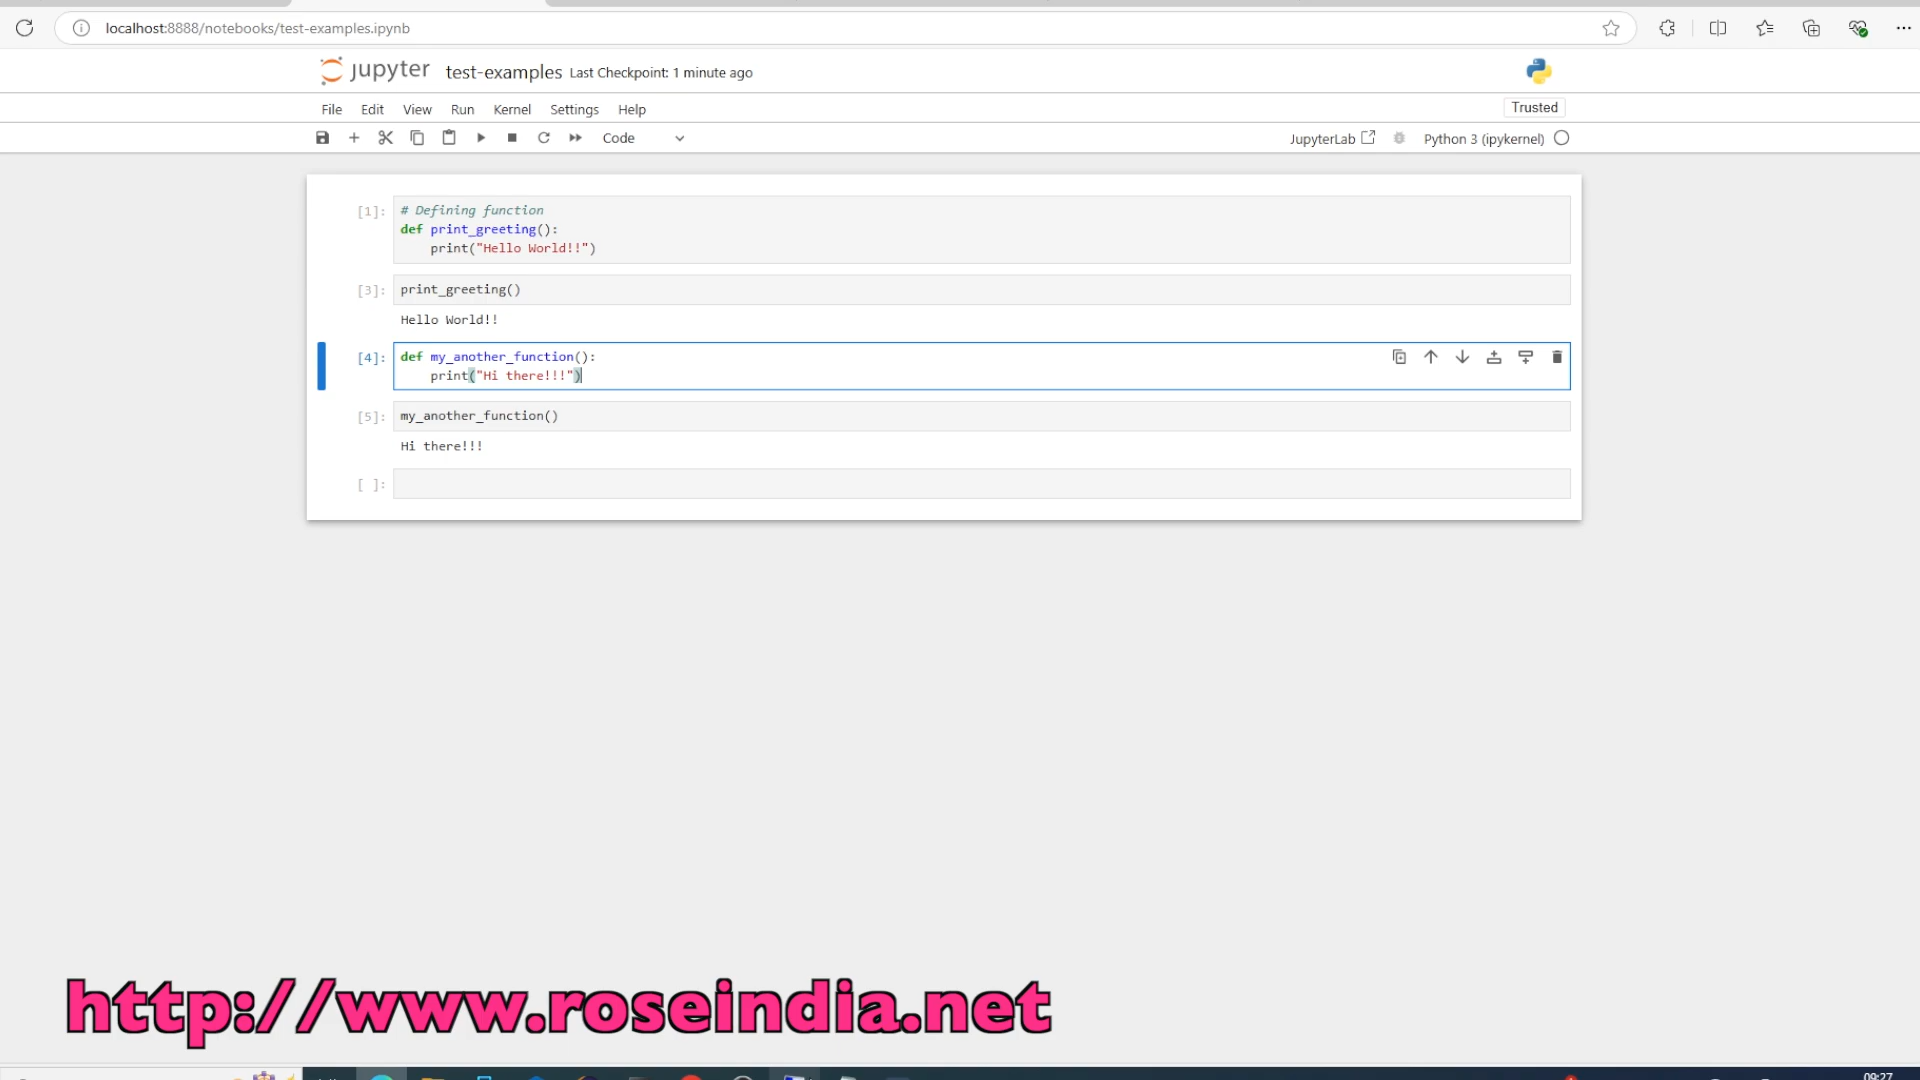 localhost:8888/notebooks/test-examples.ipynb
jupyter test-examples Last Checkpoint: 1 minute ago
File Edit View Run Kernel Settings Help
Trusted
Code
JupyterLab
Python 3 (ipykernel)
[1]: # Defining function
def print_greeting():
print("Hello World!!")
[3]: print_greeting()
Hello World!!
[4]: def my_another_function():
print("Hi there!!!")
[5]: my_another_function()
Hi there!!!
[ ]:
http://www.roseindia.net
09:27